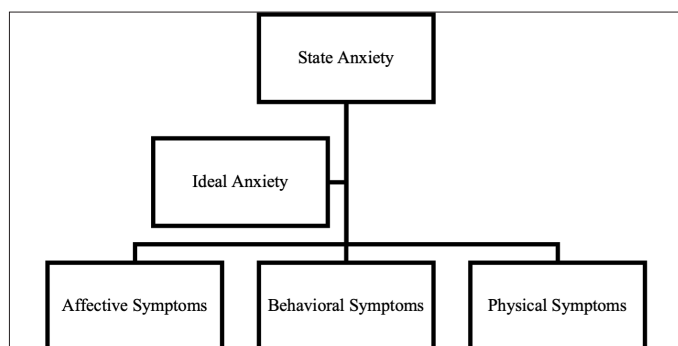 State Anxiety
Ideal Anxiety
Affective Symptoms
Behavioral Symptoms
Physical Symptoms